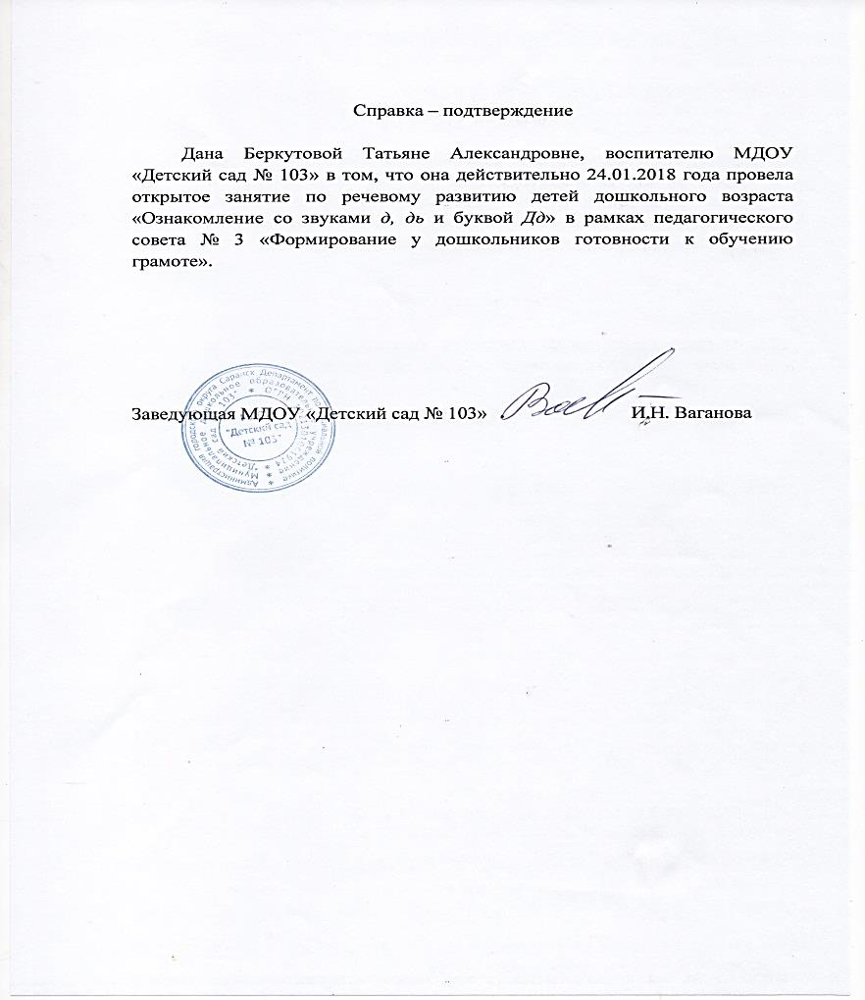 Справка – подтверждение
Дана Беркутовой Татьяне Александровне, воспитателю МДОУ
«Детский сад № 103» в том, что она действительно 24.01.2018 года провела
открытое занятие по речевому развитию детей дошкольного возраста
«Ознакомление со звуками д, дь и буквой Дд» в рамках педагогического
совета № 3 «Формирование у дошкольников готовности к обучению
грамоте».
Заведующая МДОУ «Детский сад № 103» И.Н. Ваганова
"Детский сад
№ 103"